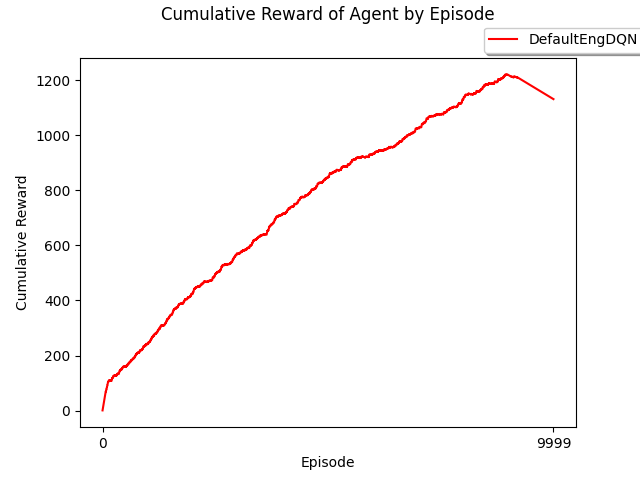 Cumulative Reward of Agent by Episode
DefaultEngDQN
1200
1000
800
600
400
200
0
Cumulative Reward
0 9999
Episode